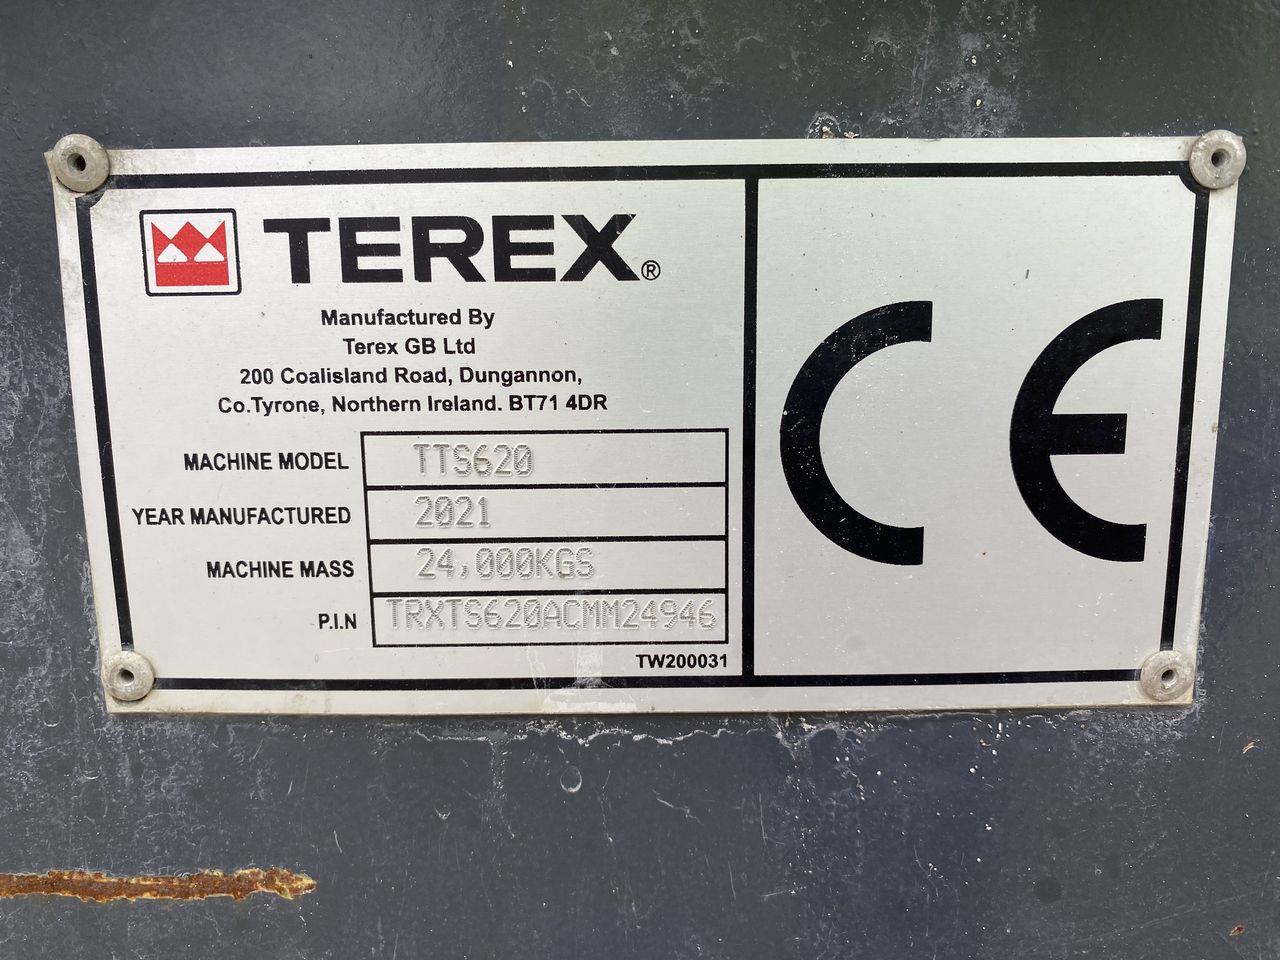 TEREX®
Manufactured By
Terex GB Ltd
200 Coalisland Road, Dungannon,
Co.Tyrone, Northern Ireland. BT71 4DR
MACHINE MODEL TTS620
YEAR MANUFACTURED 2021
MACHINE MASS 24,000KGS
P.I.N TRXTS620ACMM24946
TW200031
CE